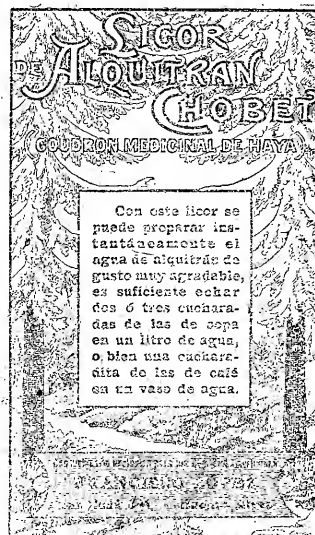 LICOR
DE ALQUITRAN
CHOBET
GOUDRON MEDICINAL DE HAYA
Con este licor se
puede preparar ins-
tantáneamente el
agua de alquitrán de
gusto muy agradable,
es suficiente echar
dos ó tres cuchara-
das de las de sopa
en un litro de agua,
o, bien una cuchara-
dita de las de café
en un vaso de agua.
FRANCISCO